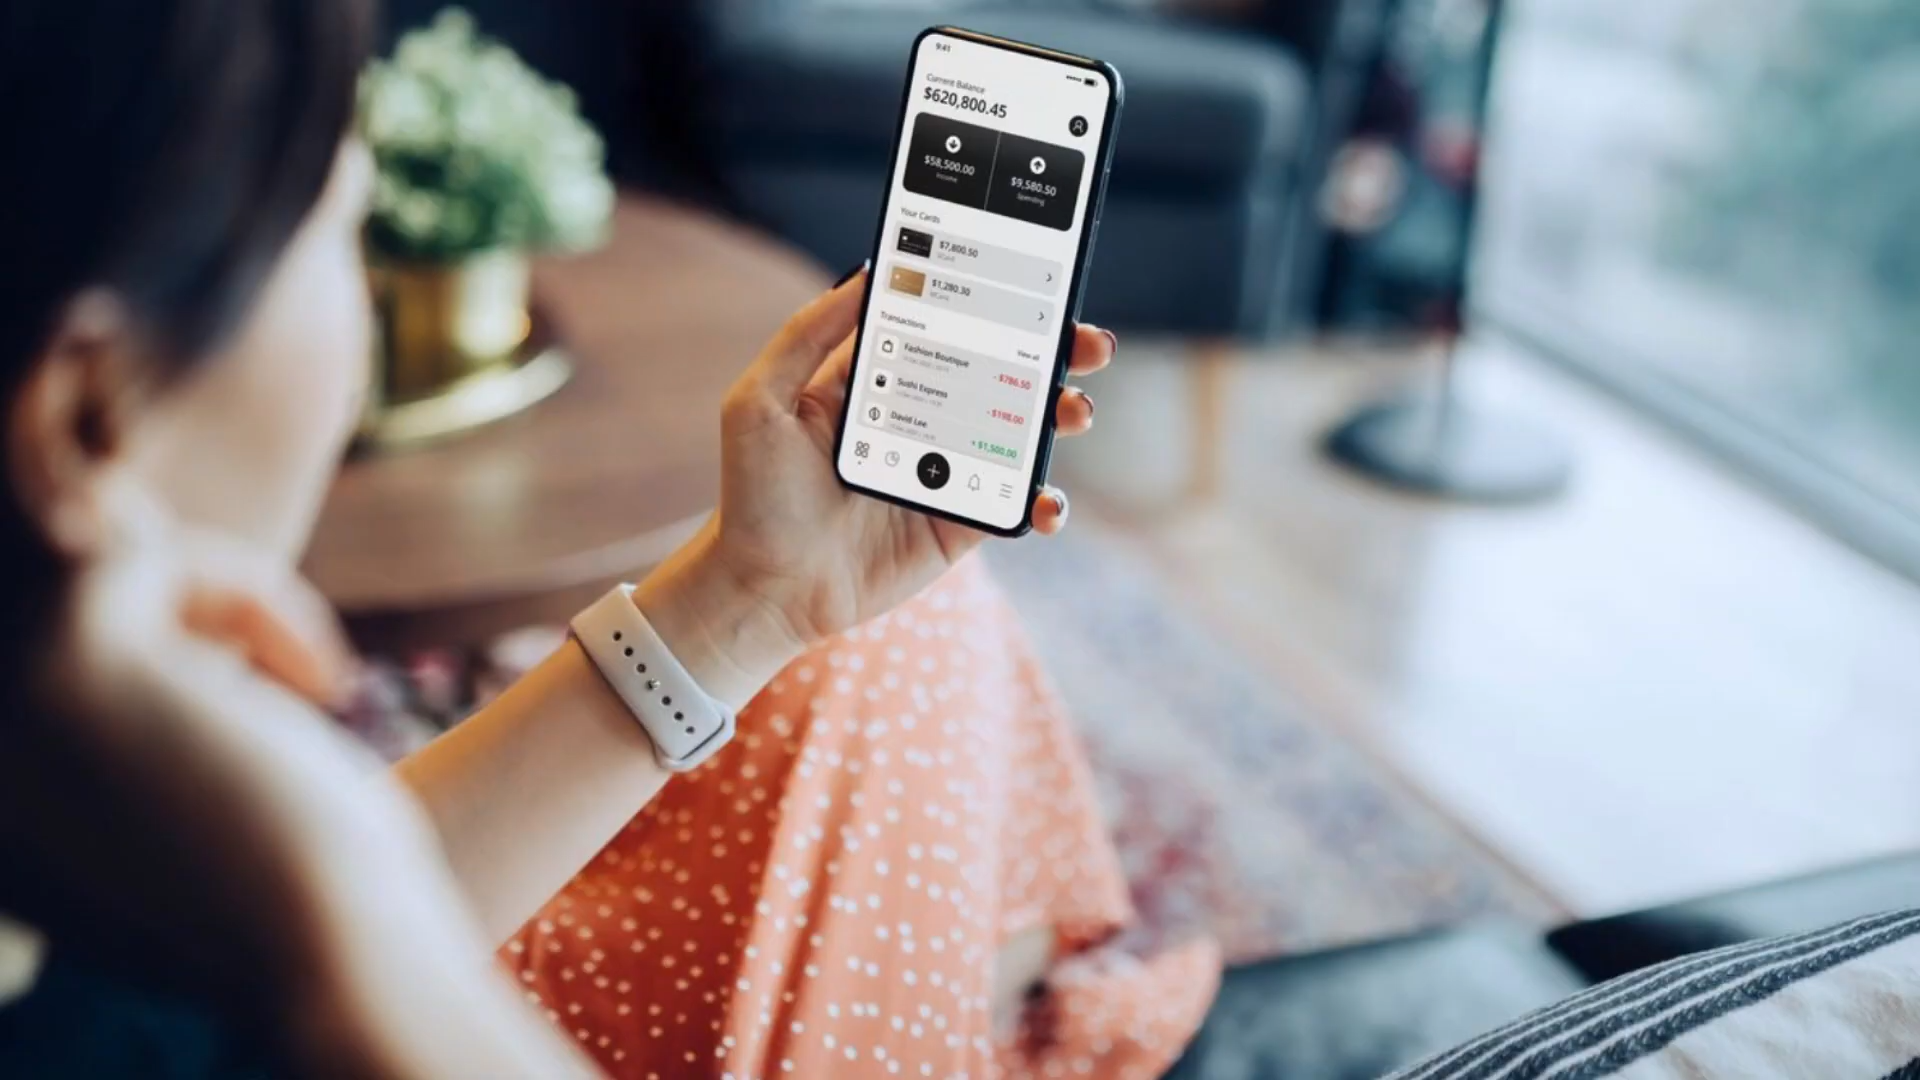 9:41
Current Balance
$620,800.45
$58,500.00
Income
$9,580.50
Spending
Your Cards
$7,800.50
$1,280.30
Transactions
View all
Fashion Boutique
- $786.50
Sushi Express
- $198.00
David Lee
+ $1,500.00